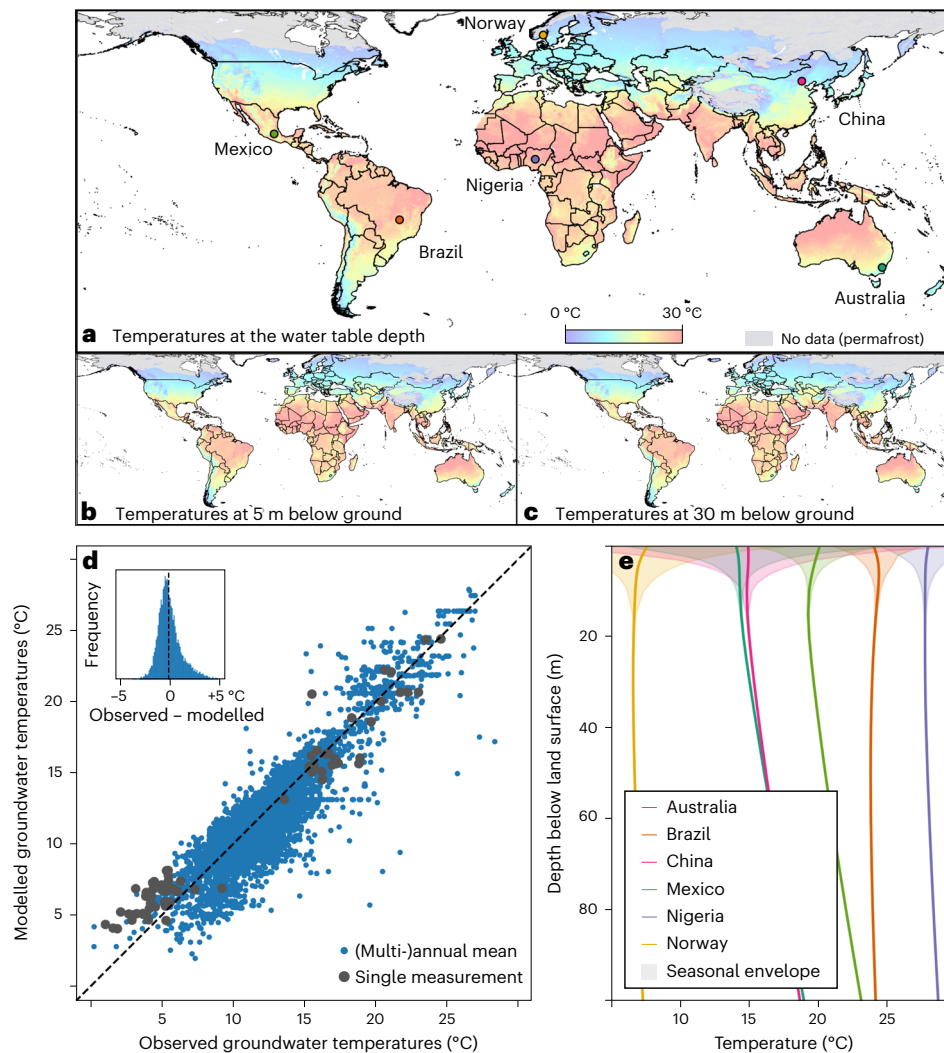 Norway
China
Mexico
Nigeria
Brazil
Australia
0 °C 30 °C
a Temperatures at the water table depth
No data (permafrost)
b Temperatures at 5 m below ground
c Temperatures at 30 m below ground
d
Frequency
–5 0 +5 °C
Observed – modelled
Modelled groundwater temperatures (°C)
25
20
15
10
5
(Multi-)annual mean
Single measurement
5 10 15 20 25
Observed groundwater temperatures (°C)
e
Depth below land surface (m)
20
40
60
80
Australia
Brazil
China
Mexico
Nigeria
Norway
Seasonal envelope
10 15 20 25
Temperature (°C)